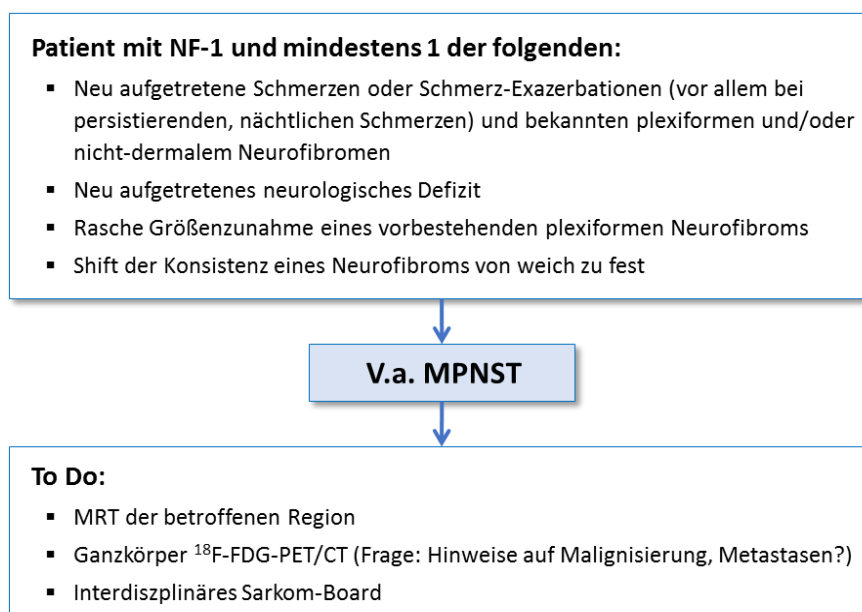 Patient mit NF-1 und mindestens 1 der folgenden:
▪ Neu aufgetretene Schmerzen oder Schmerz-Exazerbationen (vor allem bei
persistierenden, nächtlichen Schmerzen) und bekannten plexiformen und/oder
nicht-dermalem Neurofibromen
▪ Neu aufgetretenes neurologisches Defizit
▪ Rasche Größenzunahme eines vorbestehenden plexiformen Neurofibroms
▪ Shift der Konsistenz eines Neurofibroms von weich zu fest
V.a. MPNST
To Do:
▪ MRT der betroffenen Region
▪ Ganzkörper ¹⁸F-FDG-PET/CT (Frage: Hinweise auf Malignisierung, Metastasen?)
▪ Interdiszplinäres Sarkom-Board